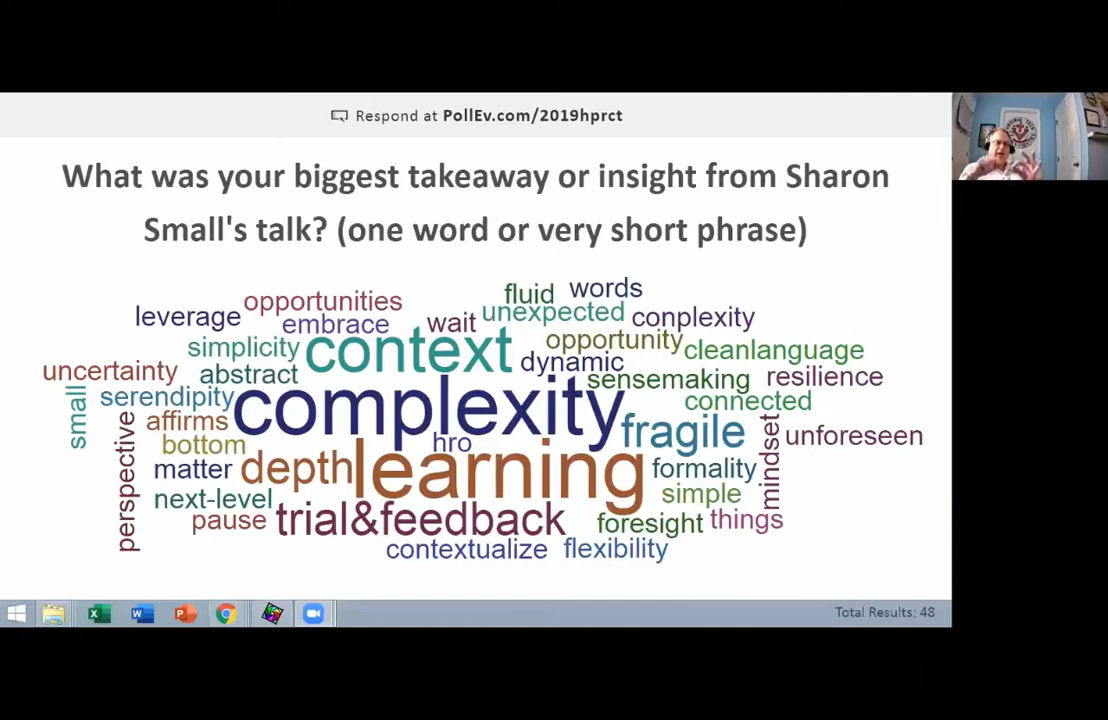 Respond at PollEv.com/2019hprct
What was your biggest takeaway or insight from Sharon
Small's talk? (one word or very short phrase)
fluid
words
opportunities
leverage
embrace
wait
unexpected
conplexity
simplicity
context
opportunity
dynamic
cleanlanguage
uncertainty
abstract
sensemaking
resilience
small
serendipity
complexity
connected
perspective
affirms
fragile
mindset
unforeseen
bottom
hro
matter
depth
learning
formality
next-level
simple
pause
trial&feedback
foresight
things
contextualize
flexibility
Total Results: 48